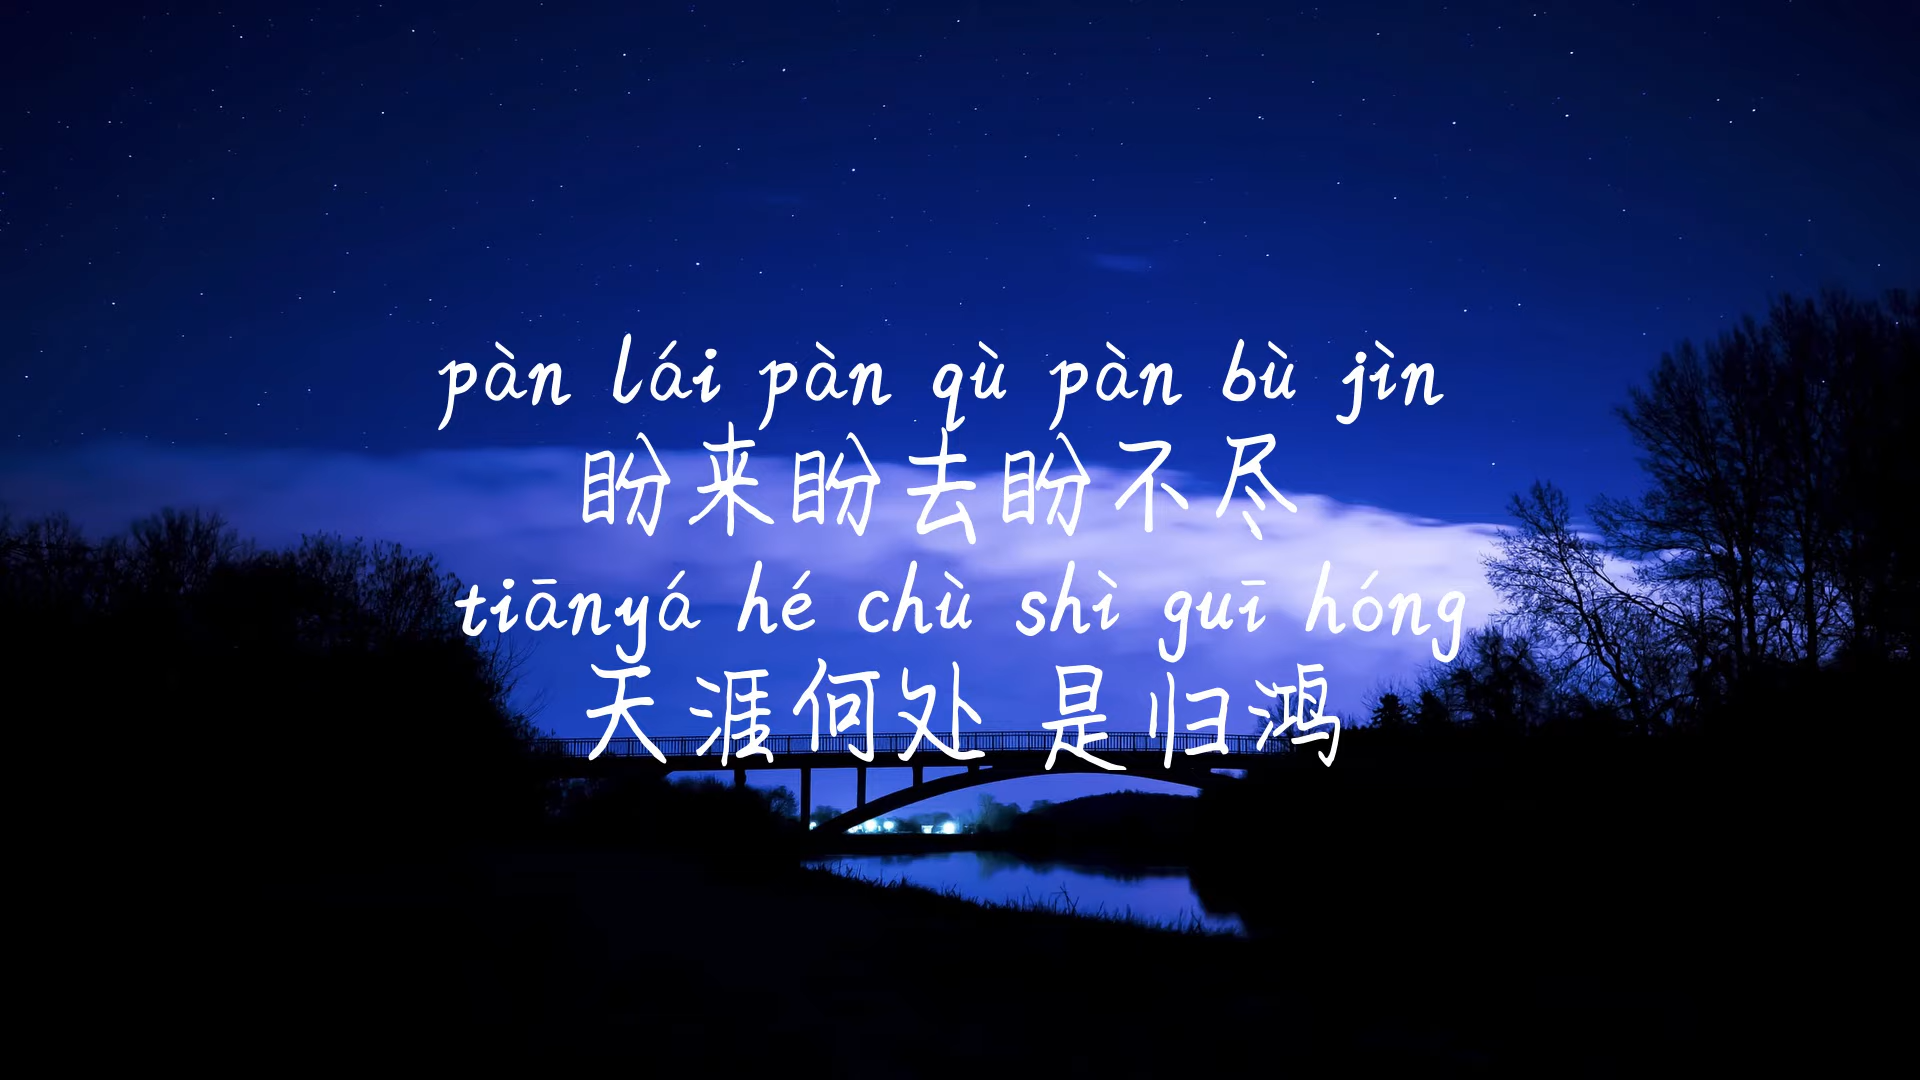 pàn lái pàn qù pàn bù jìn
盼来盼去盼不尽
tiānyá hé chù shì guī hóng
天涯何处 是归鸿